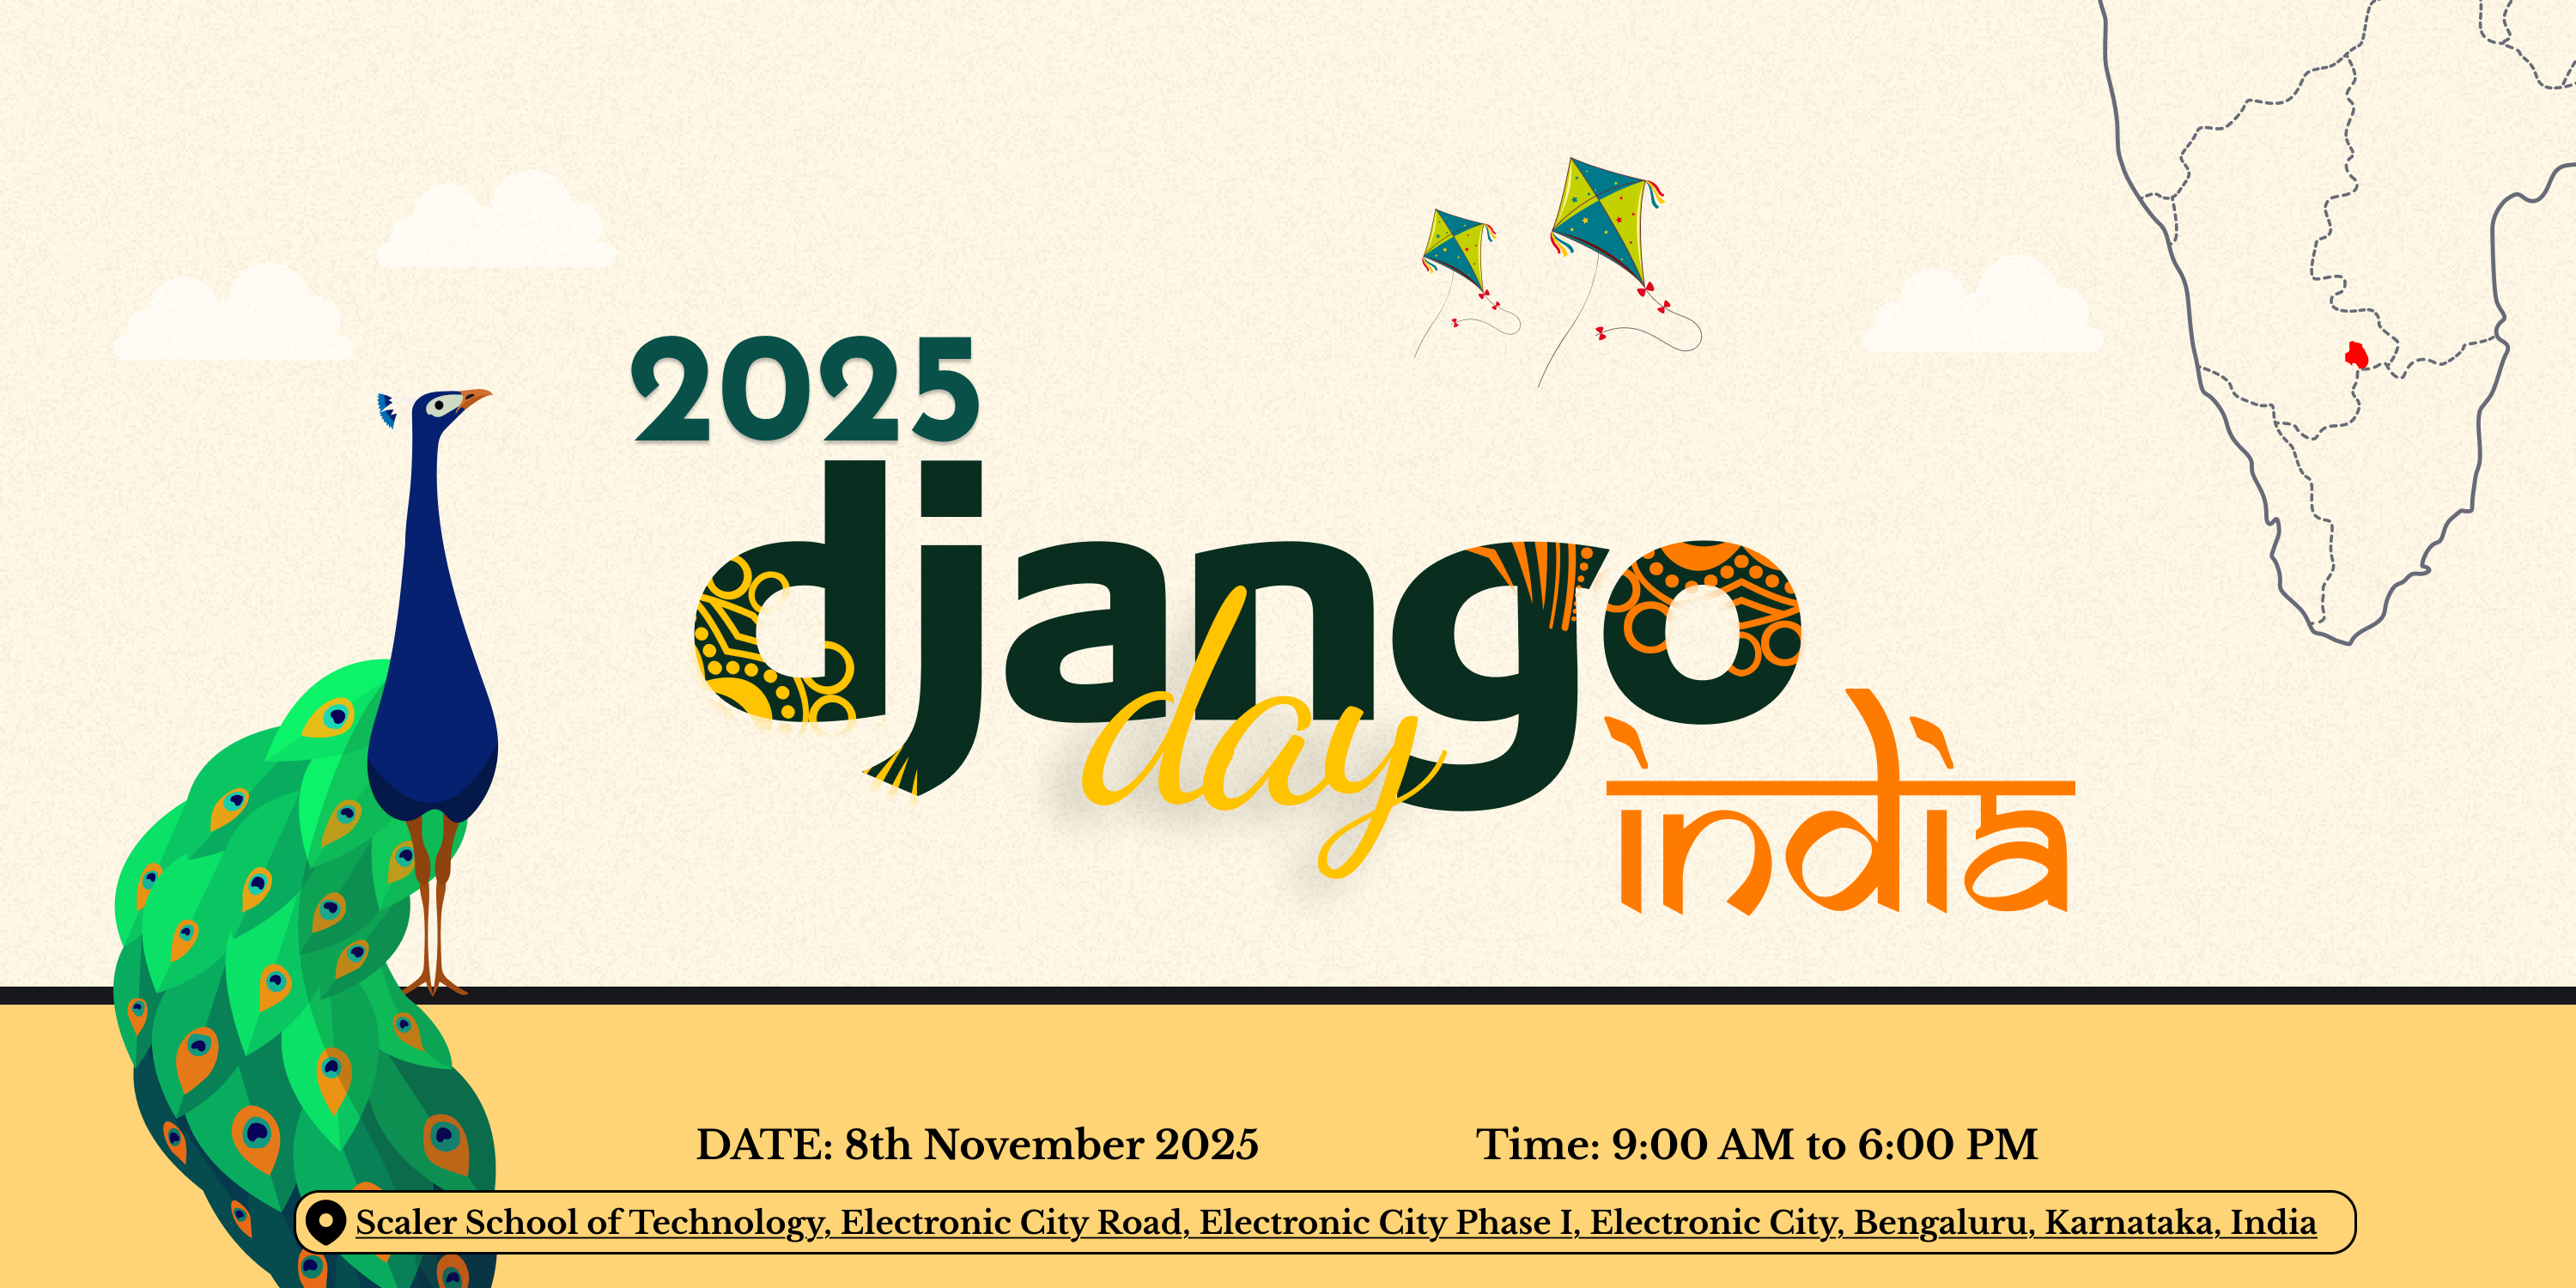 2025
django
day
india
DATE: 8th November 2025
Time: 9:00 AM to 6:00 PM
Scaler School of Technology, Electronic City Road, Electronic City Phase I, Electronic City, Bengaluru, Karnataka, India